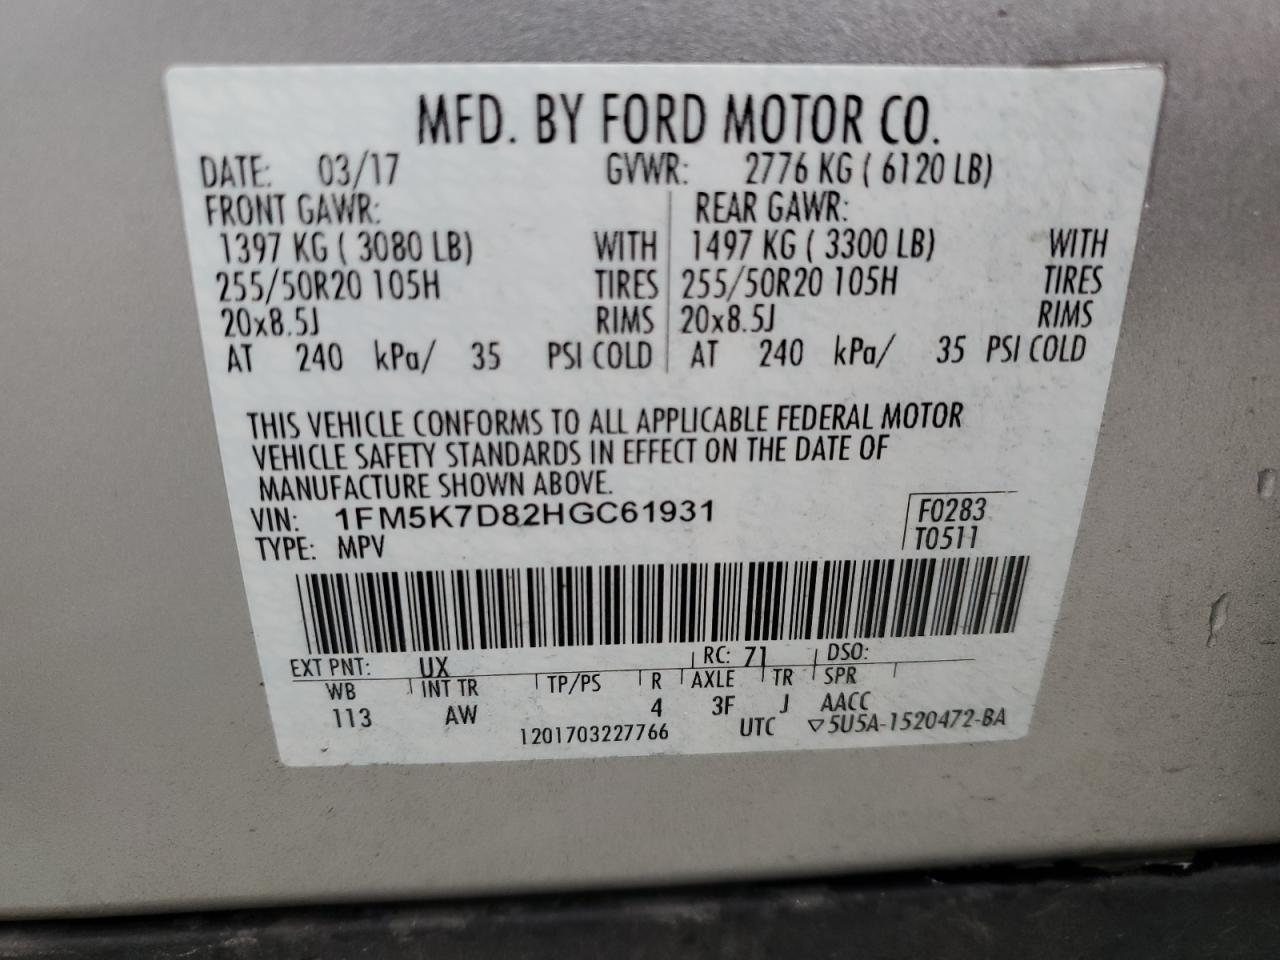 MFD. BY FORD MOTOR CO.
DATE: 03/17 GVWR: 2776 KG ( 6120 LB)
FRONT GAWR: REAR GAWR:
1397 KG ( 3080 LB) WITH 1497 KG ( 3300 LB) WITH
255/50R20 105H TIRES 255/50R20 105H TIRES
20x8.5J RIMS 20x8.5J RIMS
AT 240 kPa/ 35 PSI COLD AT 240 kPa/ 35 PSI COLD
THIS VEHICLE CONFORMS TO ALL APPLICABLE FEDERAL MOTOR
VEHICLE SAFETY STANDARDS IN EFFECT ON THE DATE OF
MANUFACTURE SHOWN ABOVE.
VIN: 1FM5K7D82HGC61931 F0283
TYPE: MPV T0511
EXT PNT: UX RC: 71 DSO:
WB INT TR TP/PS R AXLE TR SPR
113 AW 4 3F J AACC
1201703227766 UTC ▽5U5A-1520472-BA